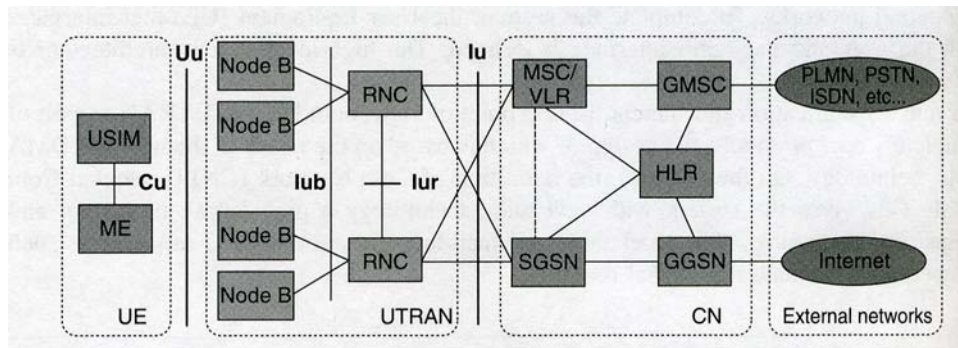 Uu
Iu
Node B
Node B
RNC
MSC/
VLR
GMSC
PLMN, PSTN,
ISDN, etc...
USIM
Cu
ME
Iub
Iur
HLR
Node B
Node B
RNC
SGSN
GGSN
Internet
UE
UTRAN
CN
External networks